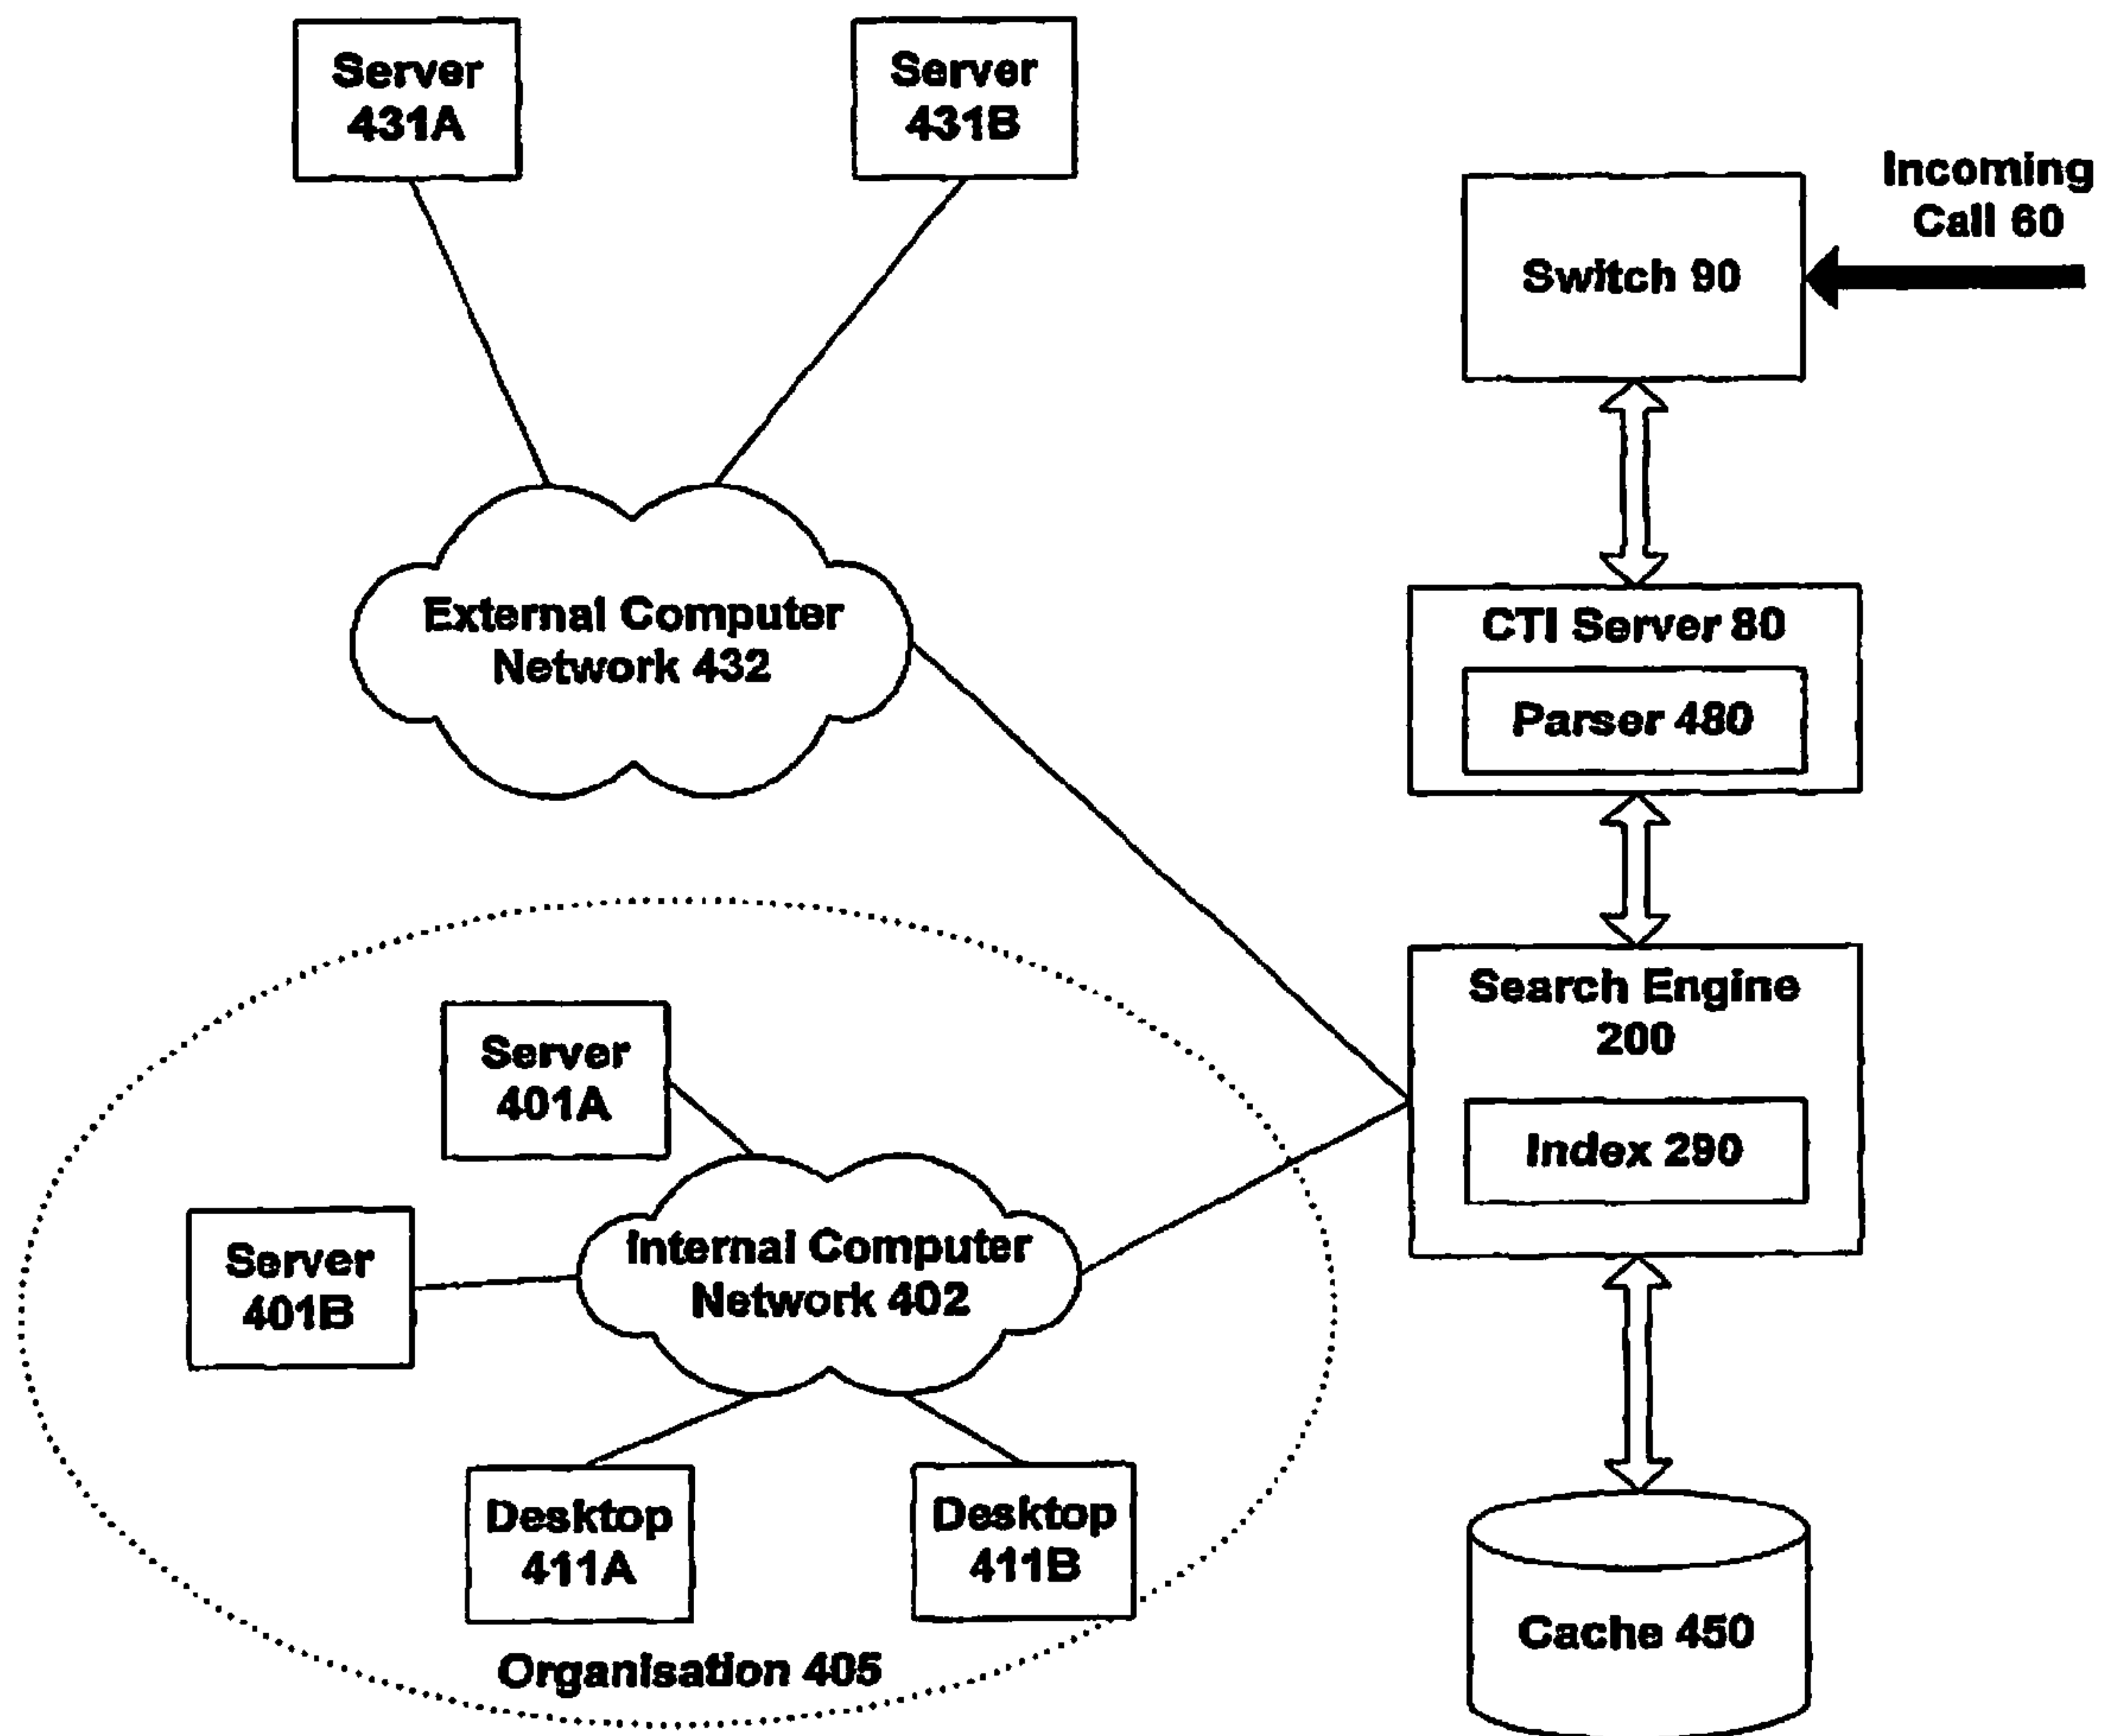 Server
431A
Server
431B
Incoming
Call 60
Switch 90
External Computer
Network 432
CTI Server 80
Parser 480
Search Engine
200
Index 290
Server
401A
Server
401B
Internal Computer
Network 402
Desktop
411A
Desktop
411B
Organisation 405
Cache 450